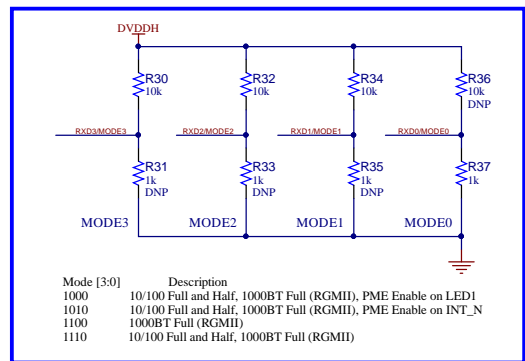 DVDDH
R30 R32 R34 R36
10k 10k 10k 10k
DNP
RXD3/MODE3 RXD2/MODE2 RXD1/MODE1 RXD0/MODE0
R31 R33 R35 R37
1k 1k 1k 1k
DNP DNP DNP
MODE3 MODE2 MODE1 MODE0
Mode [3:0] Description
1000 10/100 Full and Half, 1000BT Full (RGMII), PME Enable on LED1
1010 10/100 Full and Half, 1000BT Full (RGMII), PME Enable on INT_N
1100 1000BT Full (RGMII)
1110 10/100 Full and Half, 1000BT Full (RGMII)